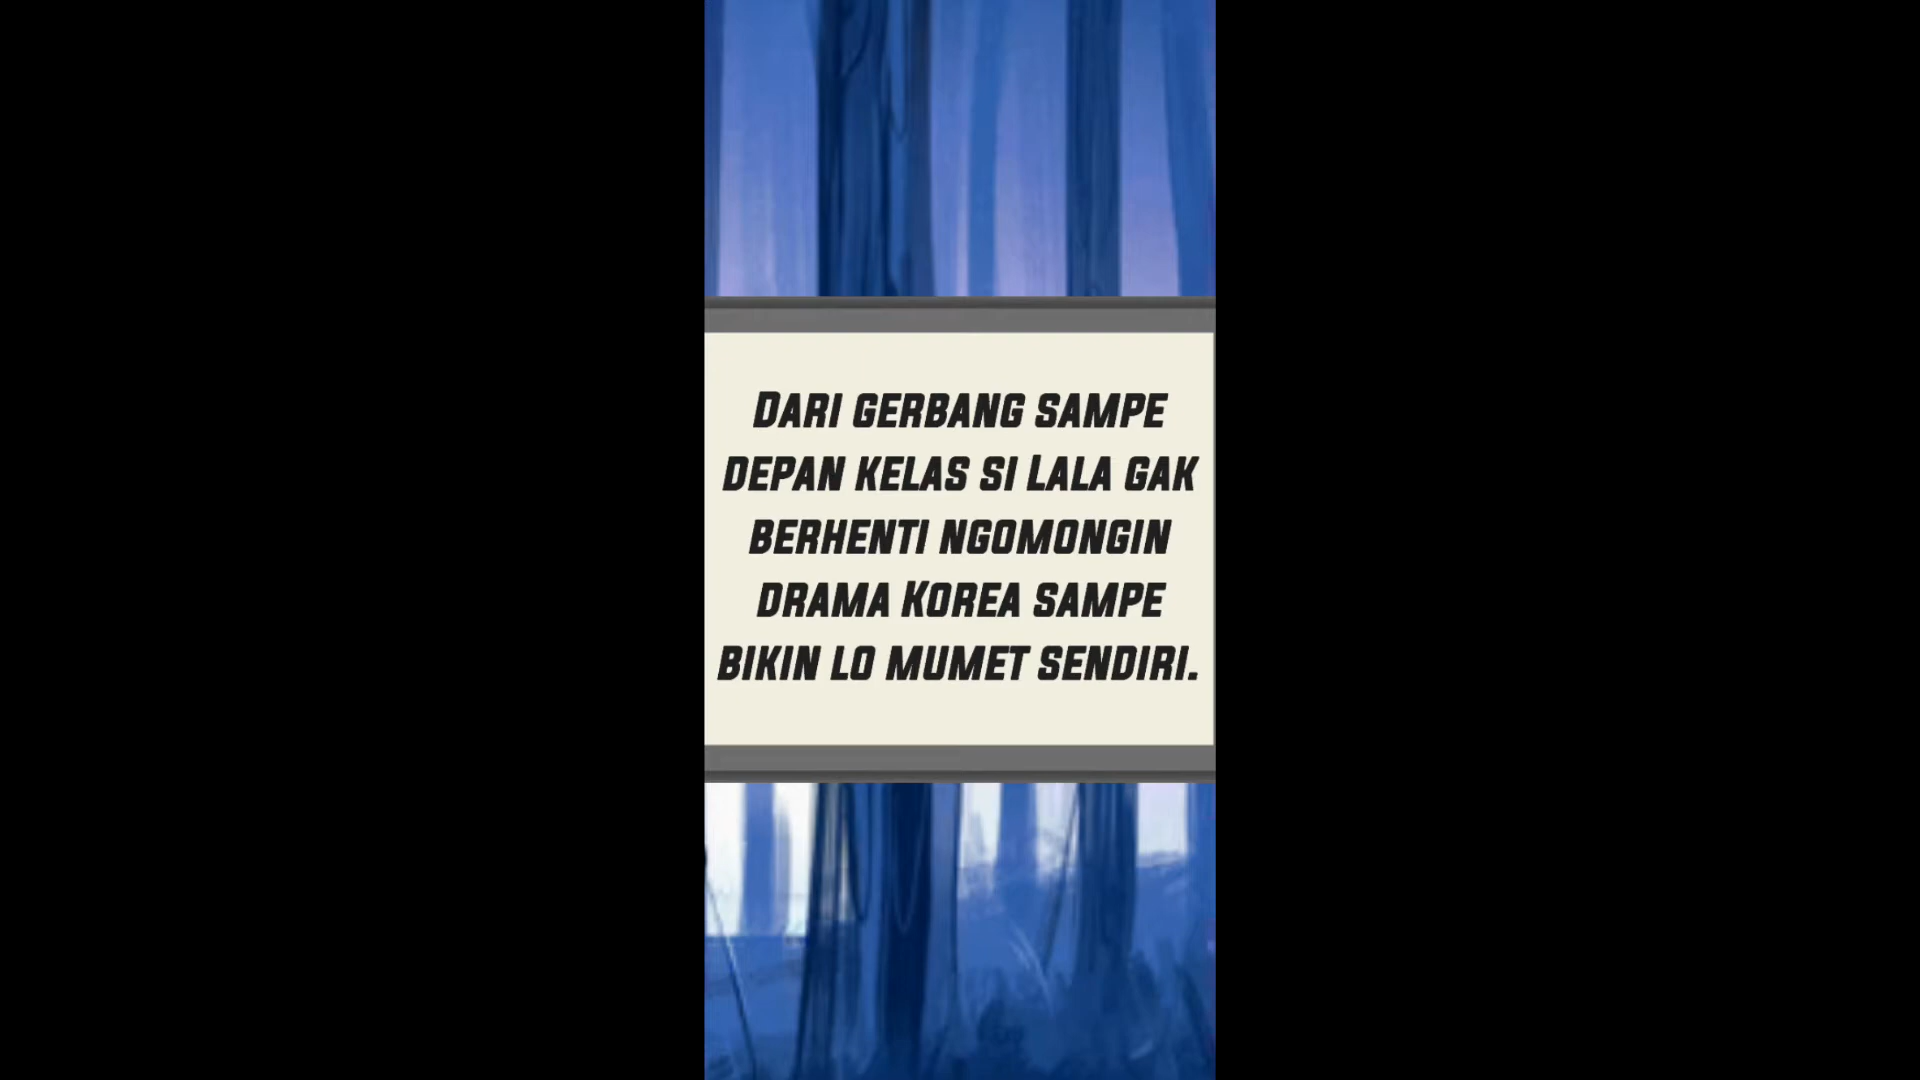 Dari gerbang sampe
depan kelas si Lala gak
berhenti ngomongin
drama Korea sampe
bikin lo mumet sendiri.